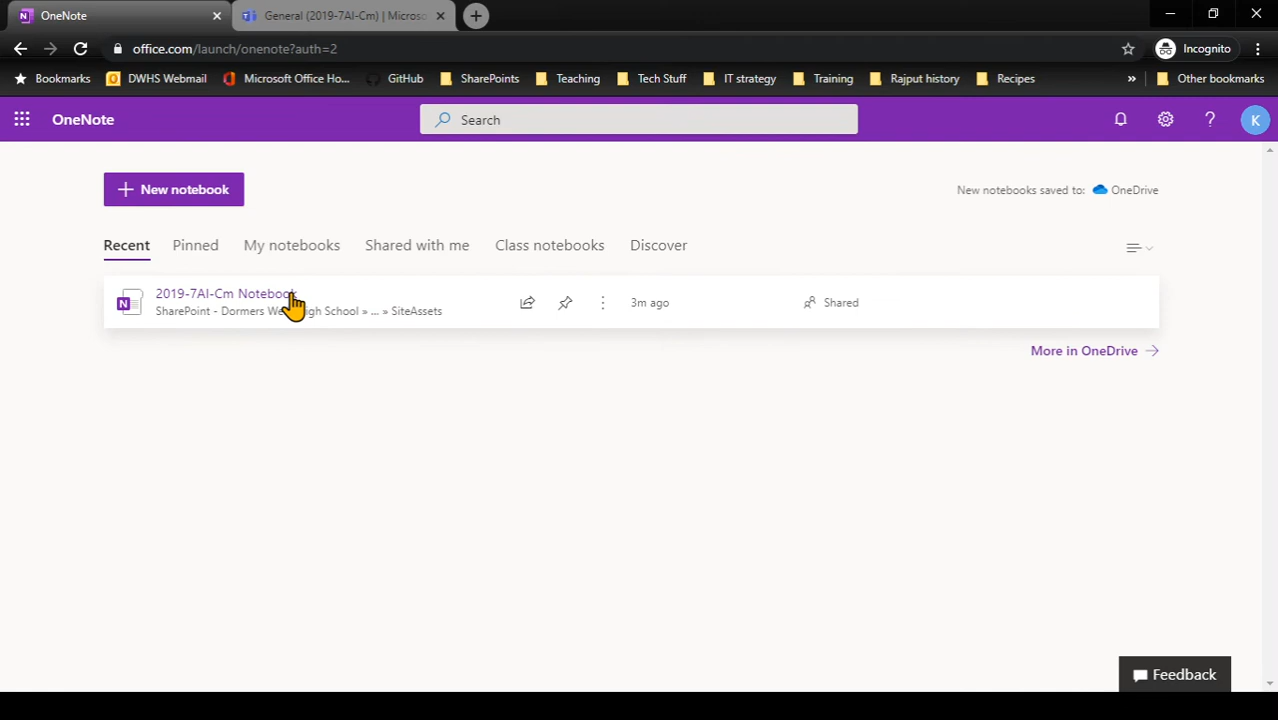 OneNote
General (2019-7AI-Cm) | Microso
office.com/launch/onenote?auth=2
Incognito
Bookmarks
DWHS Webmail
Microsoft Office Ho...
GitHub
SharePoints
Teaching
Tech Stuff
IT strategy
Training
Rajput history
Recipes
»
Other bookmarks
OneNote
Search
?
K
+ New notebook
New notebooks saved to: OneDrive
Recent
Pinned
My notebooks
Shared with me
Class notebooks
Discover
N
2019-7AI-Cm Notebook
SharePoint - Dormers We gh School » ... » SiteAssets
3m ago
Shared
More in OneDrive →
Feedback